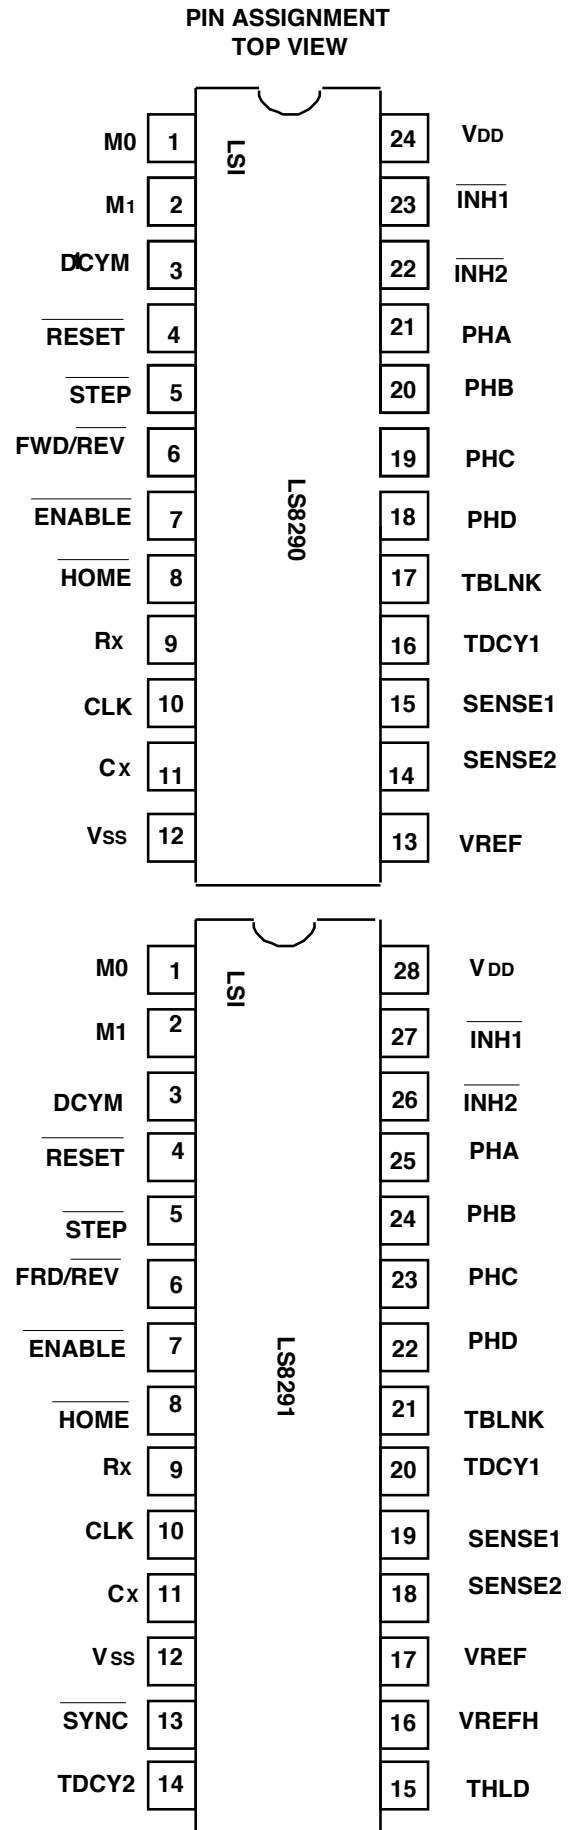 PIN ASSIGNMENT
TOP VIEW
M0 1 24 VDD
LSI
M1 2 23 INH1
DCYM 3 22 INH2
RESET 4 21 PHA
STEP 5 20 PHB
FWD/REV 6 19 PHC
ENABLE 7 18 PHD
LS8290
HOME 8 17 TBLNK
Rx 9 16 TDCY1
CLK 10 15 SENSE1
Cx 11 14 SENSE2
Vss 12 13 VREF
M0 1 28 VDD
LSI
M1 2 27 INH1
DCYM 3 26 INH2
RESET 4 25 PHA
STEP 5 24 PHB
FRD/REV 6 23 PHC
ENABLE 7 22 PHD
LS8291
HOME 8 21 TBLNK
Rx 9 20 TDCY1
CLK 10 19 SENSE1
Cx 11 18 SENSE2
Vss 12 17 VREF
SYNC 13 16 VREFH
TDCY2 14 15 THLD